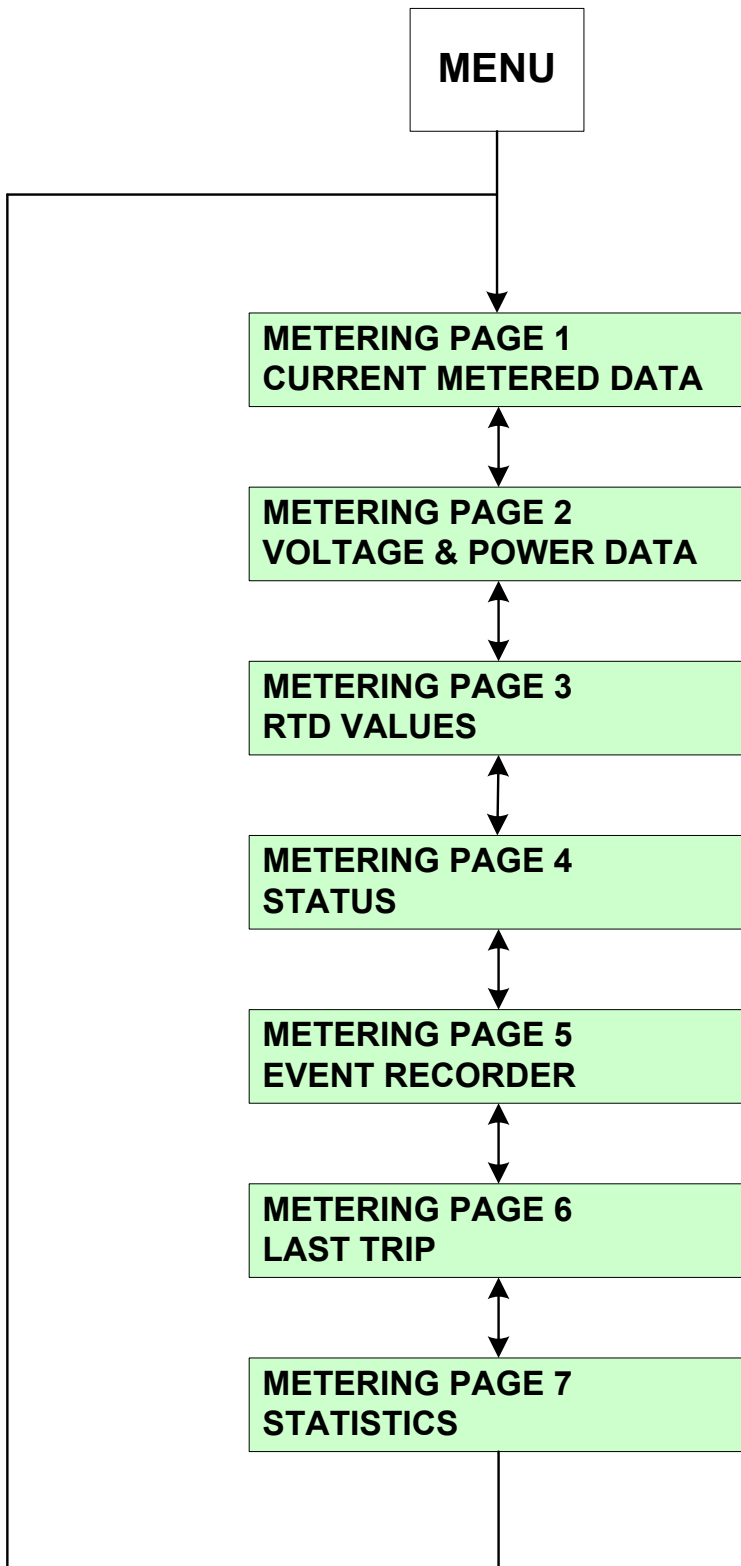 MENU
METERING PAGE 1
CURRENT METERED DATA
METERING PAGE 2
VOLTAGE & POWER DATA
METERING PAGE 3
RTD VALUES
METERING PAGE 4
STATUS
METERING PAGE 5
EVENT RECORDER
METERING PAGE 6
LAST TRIP
METERING PAGE 7
STATISTICS